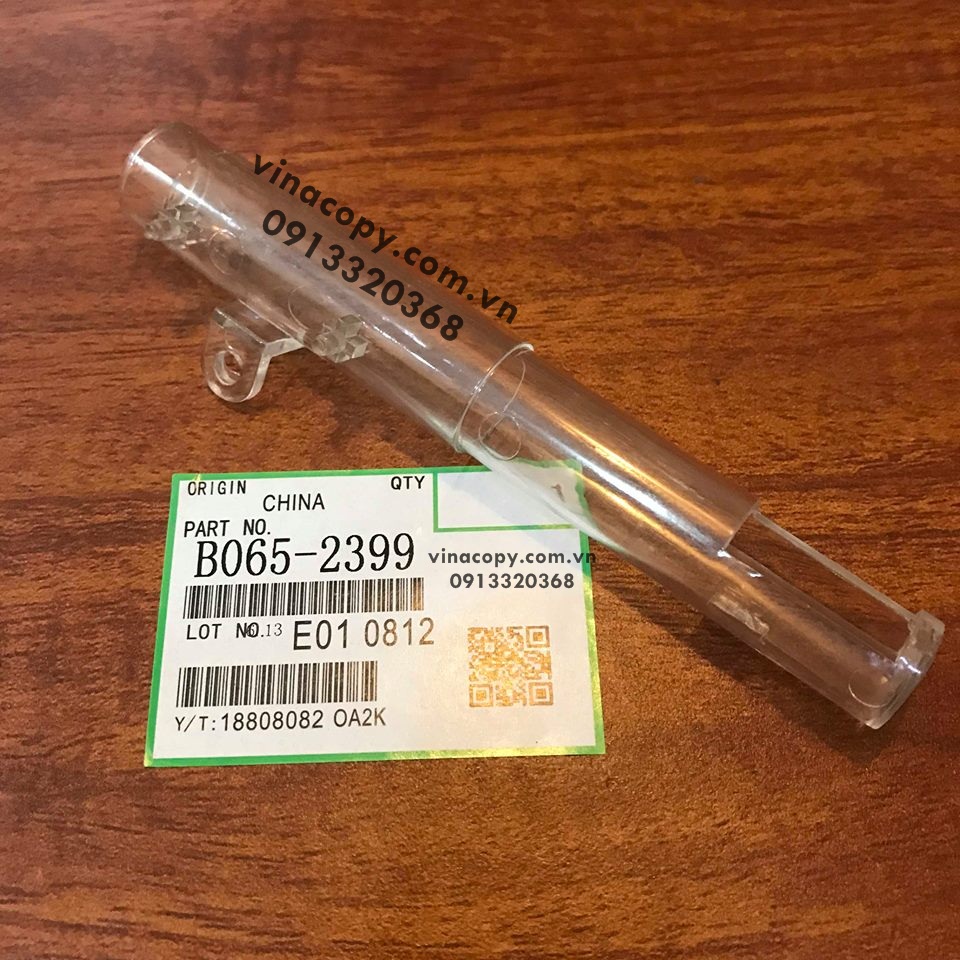 vinacopy.com.vn
0913320368
ORIGIN QTY
CHINA
PART NO.
B065-2399
vinacopy.com.vn
0913320368
LOT NO.13 E01 0812
Y/T:18808082 OA2K